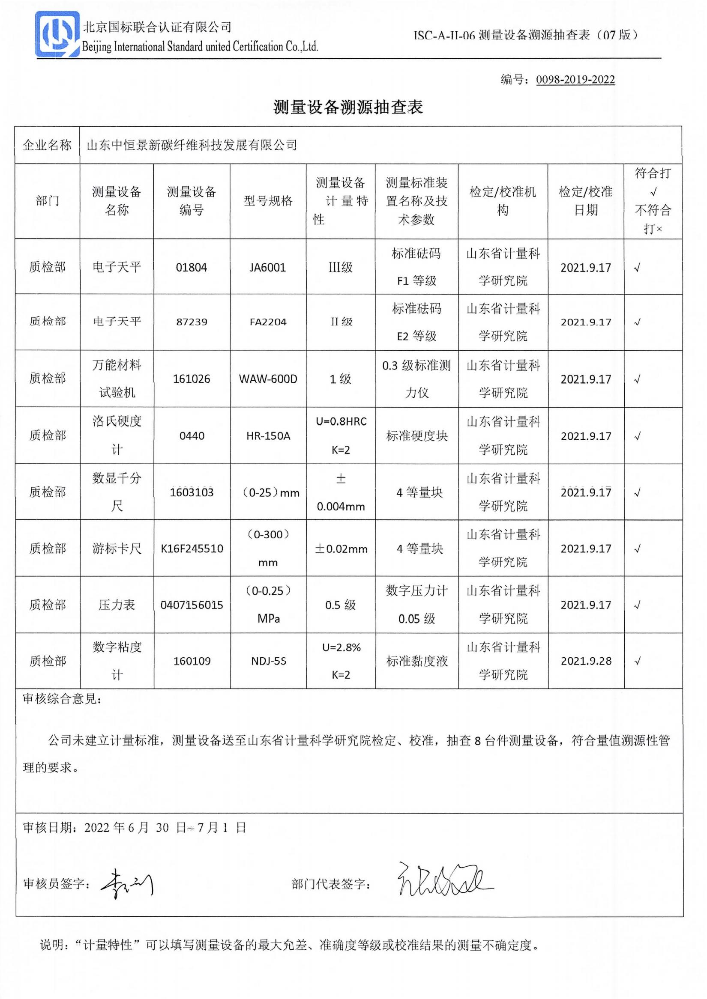 北京国标联合认证有限公司
Beijing International Standard united Certification Co.,Ltd.
ISC-A-II-06 测量设备溯源抽查表（07 版）
编号：0098-2019-2022
测量设备溯源抽查表
企业名称 山东中恒景新碳纤维科技发展有限公司
部门
测量设备
名称
测量设备
编号
型号规格
测量设备
计量特
性
测量标准装
置名称及技
术参数
检定/校准机
构
检定/校准
日期
符合打
√
不符合
打×
质检部
电子天平
01804
JA6001
III级
标准砝码
F1 等级
山东省计量科
学研究院
2021.9.17
√
质检部
电子天平
87239
FA2204
II 级
标准砝码
E2 等级
山东省计量科
学研究院
2021.9.17
√
质检部
万能材料
试验机
161026
WAW-600D
1 级
0.3 级标准测
力仪
山东省计量科
学研究院
2021.9.17
√
质检部
洛氏硬度
计
0440
HR-150A
U=0.8HRC
K=2
标准硬度块
山东省计量科
学研究院
2021.9.17
√
质检部
数显千分
尺
1603103
（0-25）mm
±
0.004mm
4 等量块
山东省计量科
学研究院
2021.9.17
√
质检部
游标卡尺
K16F245510
（0-300）
mm
±0.02mm
4 等量块
山东省计量科
学研究院
2021.9.17
√
质检部
压力表
0407156015
（0-0.25）
MPa
0.5 级
数字压力计
0.05 级
山东省计量科
学研究院
2021.9.17
√
质检部
数字粘度
计
160109
NDJ-5S
U=2.8%
K=2
标准黏度液
山东省计量科
学研究院
2021.9.28
√
审核综合意见：
公司未建立计量标准，测量设备送至山东省计量科学研究院检定、校准，抽查 8 台件测量设备，符合量值溯源性管
理的要求。
审核日期：2022 年 6 月 30 日~7 月 1 日
审核员签字：
部门代表签字：
说明：“计量特性”可以填写测量设备的最大允差、准确度等级或校准结果的测量不确定度。